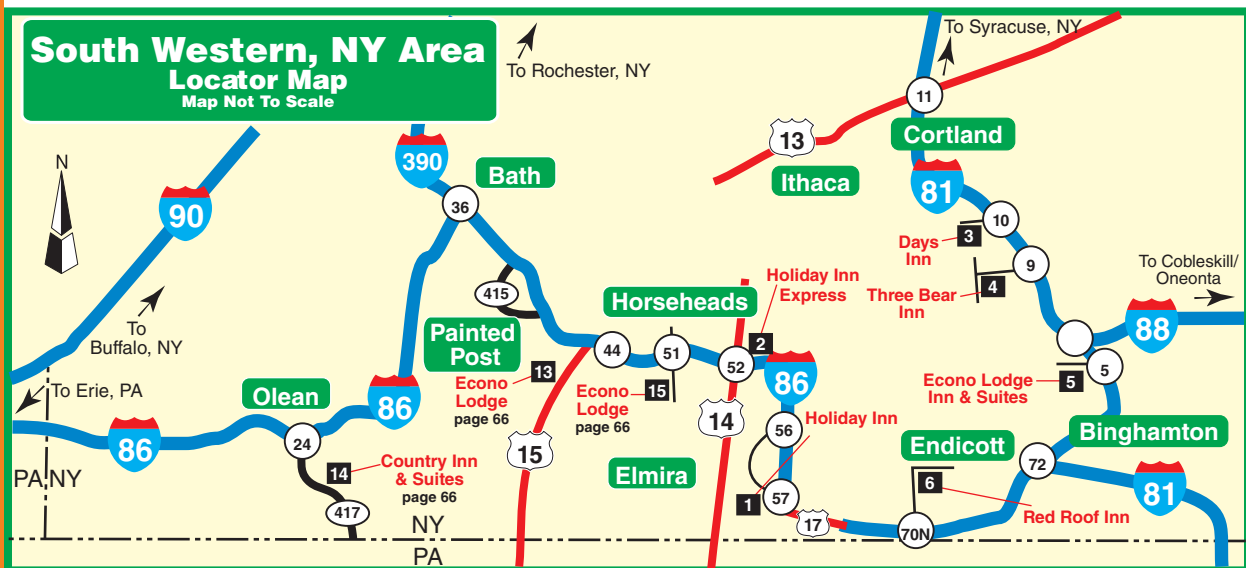 South Western, NY Area
Locator Map
Map Not To Scale
To Rochester, NY
To Syracuse, NY
11
13
Cortland
Ithaca
N
390
Bath
36
90
81
10
3
Days
Inn
9
4
Three Bear
Inn
To Cobleskill/
Oneonta
88
To
Buffalo, NY
415
Painted
Post
Horseheads
Holiday Inn
Express
2
44
51
52
86
5
Econo Lodge
Inn & Suites
5
To Erie, PA
Olean
86
Econo
Lodge
page 66
13
Econo
Lodge
page 66
15
14
Holiday Inn
56
86
24
14
Country Inn
& Suites
page 66
15
Elmira
Endicott
Binghamton
72
81
PA
NY
417
1
57
17
6
Red Roof Inn
70N
NY
PA